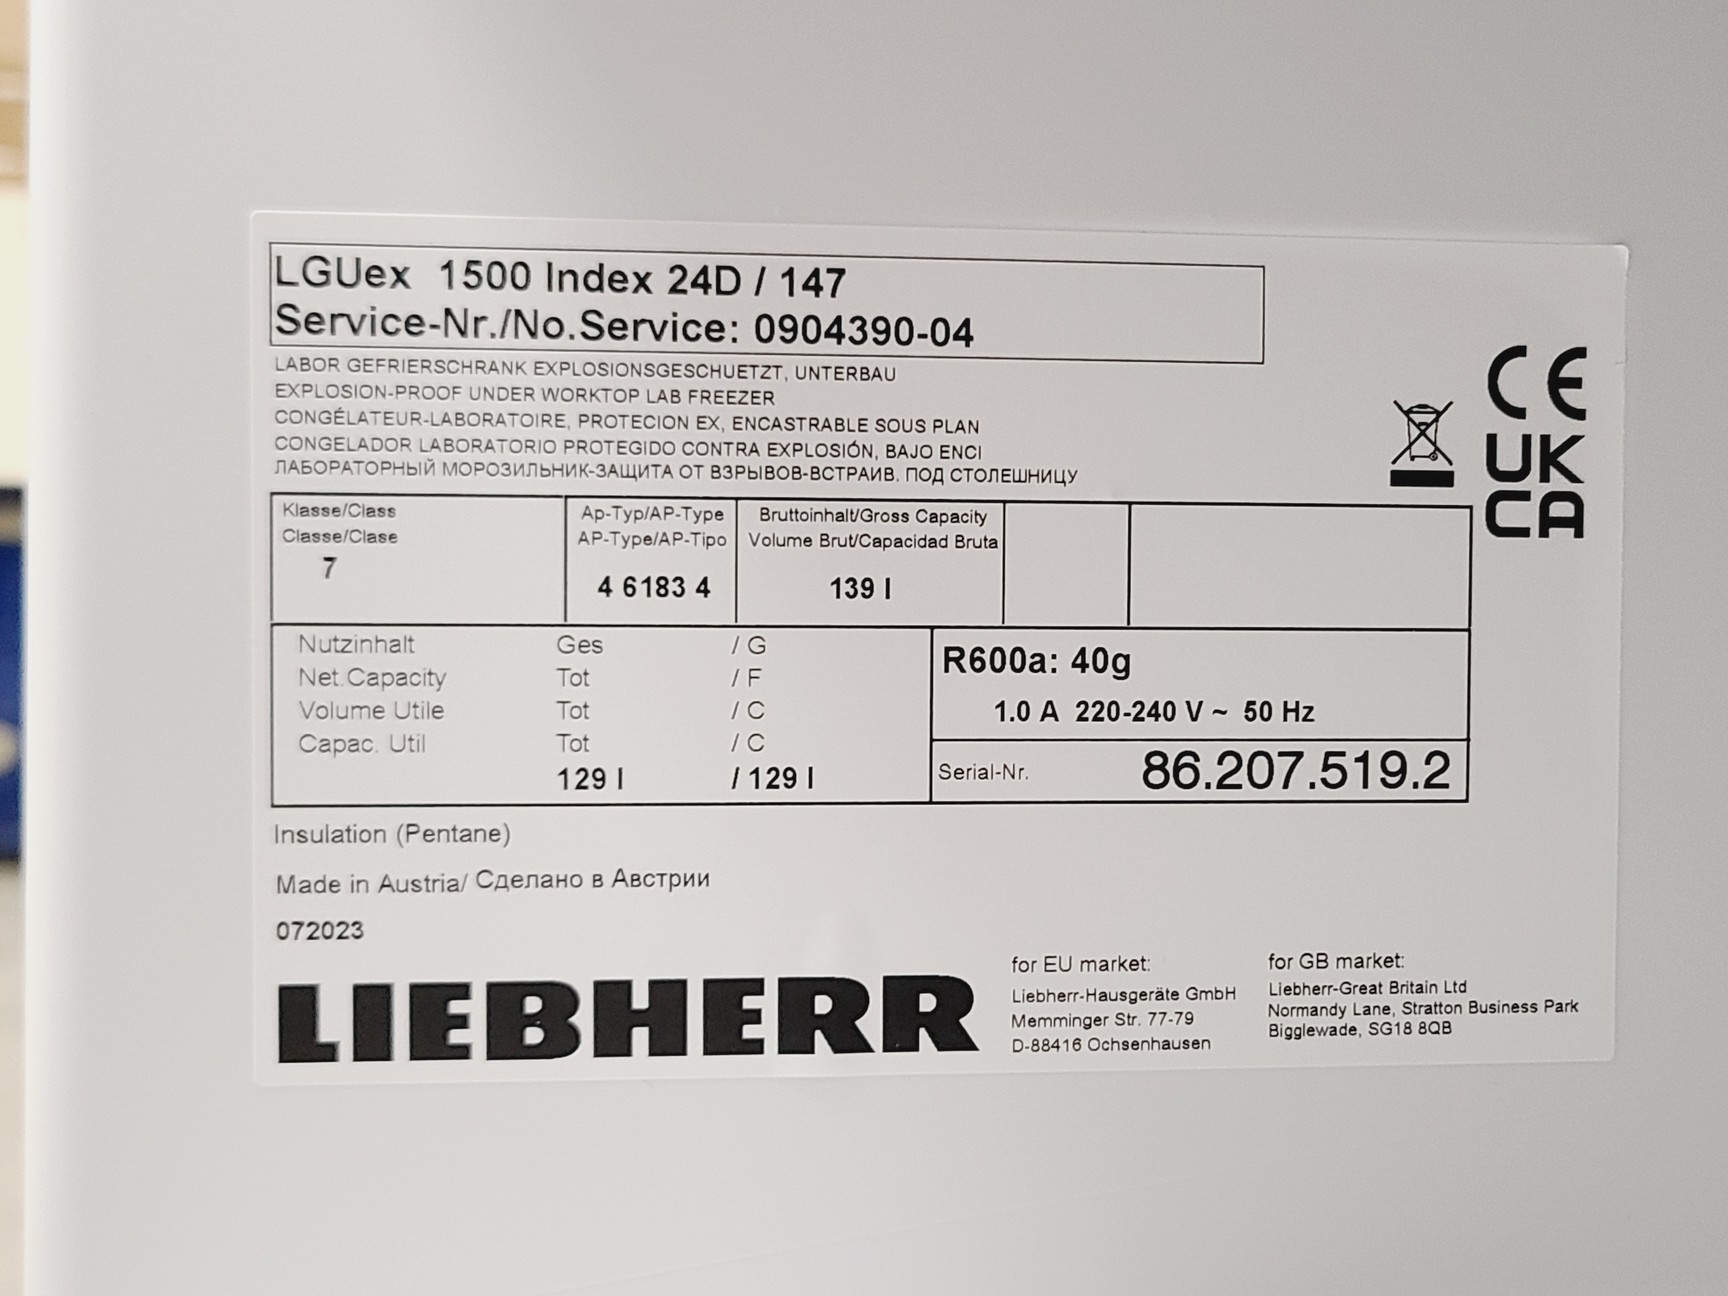 LGUex 1500 Index 24D / 147
Service-Nr./No.Service: 0904390-04
LABOR GEFRIERSCHRANK EXPLOSIONSGESCHUETZT, UNTERBAU
EXPLOSION-PROOF UNDER WORKTOP LAB FREEZER
CONGÉLATEUR-LABORATOIRE, PROTECION EX, ENCASTRABLE SOUS PLAN
CONGELADOR LABORATORIO PROTEGIDO CONTRA EXPLOSIÓN, BAJO ENCI
ЛАБОРАТОРНЫЙ МОРОЗИЛЬНИК-ЗАЩИТА ОТ ВЗРЫВОВ-ВСТРАИВ. ПОД СТОЛЕШНИЦУ
CE
UK
CA
Klasse/Class
Classe/Clase
7
Ap-Typ/AP-Type
AP-Type/AP-Tipo
4 6183 4
Bruttoinhalt/Gross Capacity
Volume Brut/Capacidad Bruta
139 l
Nutzinhalt Ges / G
Net.Capacity Tot / F
Volume Utile Tot / C
Capac. Util Tot / C
129 l / 129 l
R600a: 40g
1.0 A 220-240 V ~ 50 Hz
Serial-Nr. 86.207.519.2
Insulation (Pentane)
Made in Austria/ Сделано в Австрии
072023
LIEBHERR
for EU market:
Liebherr-Hausgeräte GmbH
Memminger Str. 77-79
D-88416 Ochsenhausen
for GB market:
Liebherr-Great Britain Ltd
Normandy Lane, Stratton Business Park
Bigglewade, SG18 8QB